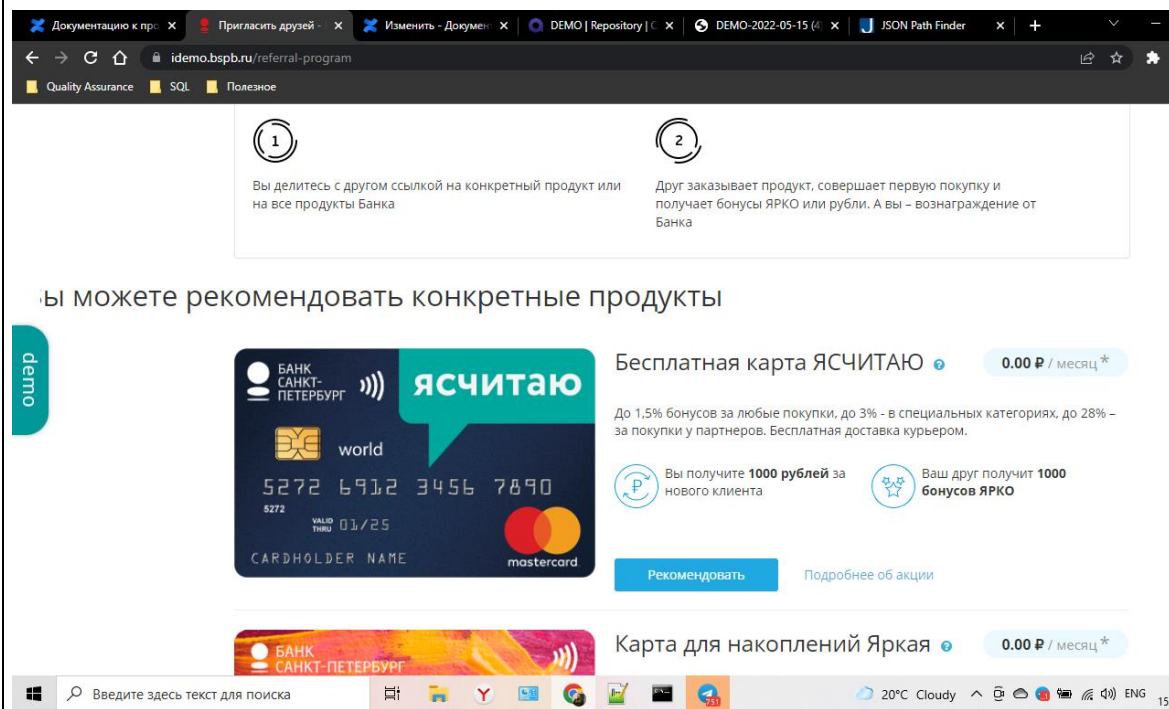 Документацию к про
Пригласить друзей -
Изменить - Докумен
DEMO | Repository |
DEMO-2022-05-15 (4)
JSON Path Finder
idemo.bspb.ru/referral-program
Quality Assurance
SQL
Полезное
1
2
Вы делитесь с другом ссылкой на конкретный продукт или
на все продукты Банка
Друг заказывает продукт, совершает первую покупку и
получает бонусы ЯРКО или рубли. А вы – вознаграждение от
Банка
ы можете рекомендовать конкретные продукты
demo
БАНК
САНКТ-
ПЕТЕРБУРГ
ясчитаю
world
5272 6912 3456 7890
5272
VALID
THRU 01/25
CARDHOLDER NAME
mastercard
Бесплатная карта ЯСЧИТАЮ
0.00 ₽ / месяц *
До 1,5% бонусов за любые покупки, до 3% - в специальных категориях, до 28% –
за покупки у партнеров. Бесплатная доставка курьером.
Вы получите 1000 рублей за
нового клиента
Ваш друг получит 1000
бонусов ЯРКО
Рекомендовать
Подробнее об акции
БАНК
САНКТ-ПЕТЕРБУРГ
Карта для накоплений Яркая
0.00 ₽ / месяц *
Введите здесь текст для поиска
20°C Cloudy
ENG
15